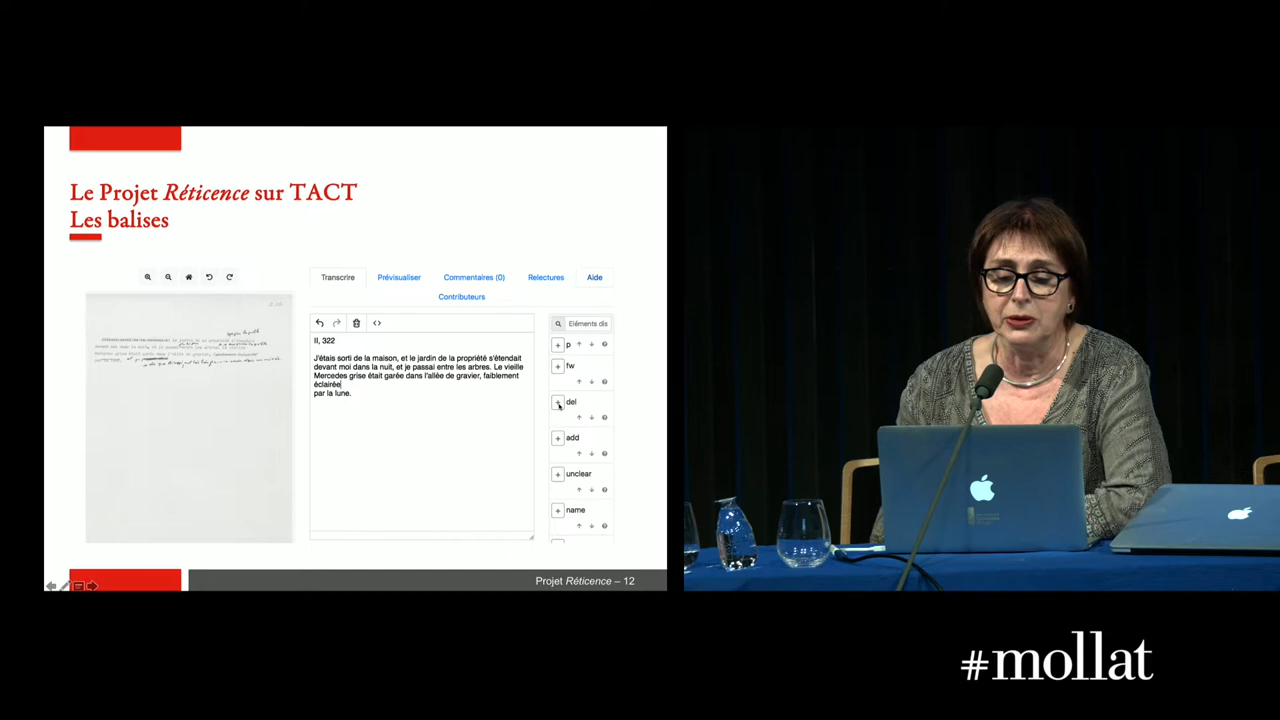 Le Projet Réticence sur TACT
Les balises
Transcrire
Prévisualiser
Commentaires (0)
Relectures
Aide
Contributeurs
II, 322
J'étais sorti de la maison, et le jardin de la propriété s'étendait
devant moi dans la nuit, et je passai entre les arbres. Le vieille
Mercedes grise était garée dans l'allée de gravier, faiblement
éclairée
par la lune.
Eléments dis
p
fw
del
add
unclear
name
Projet Réticence – 12
#mollat